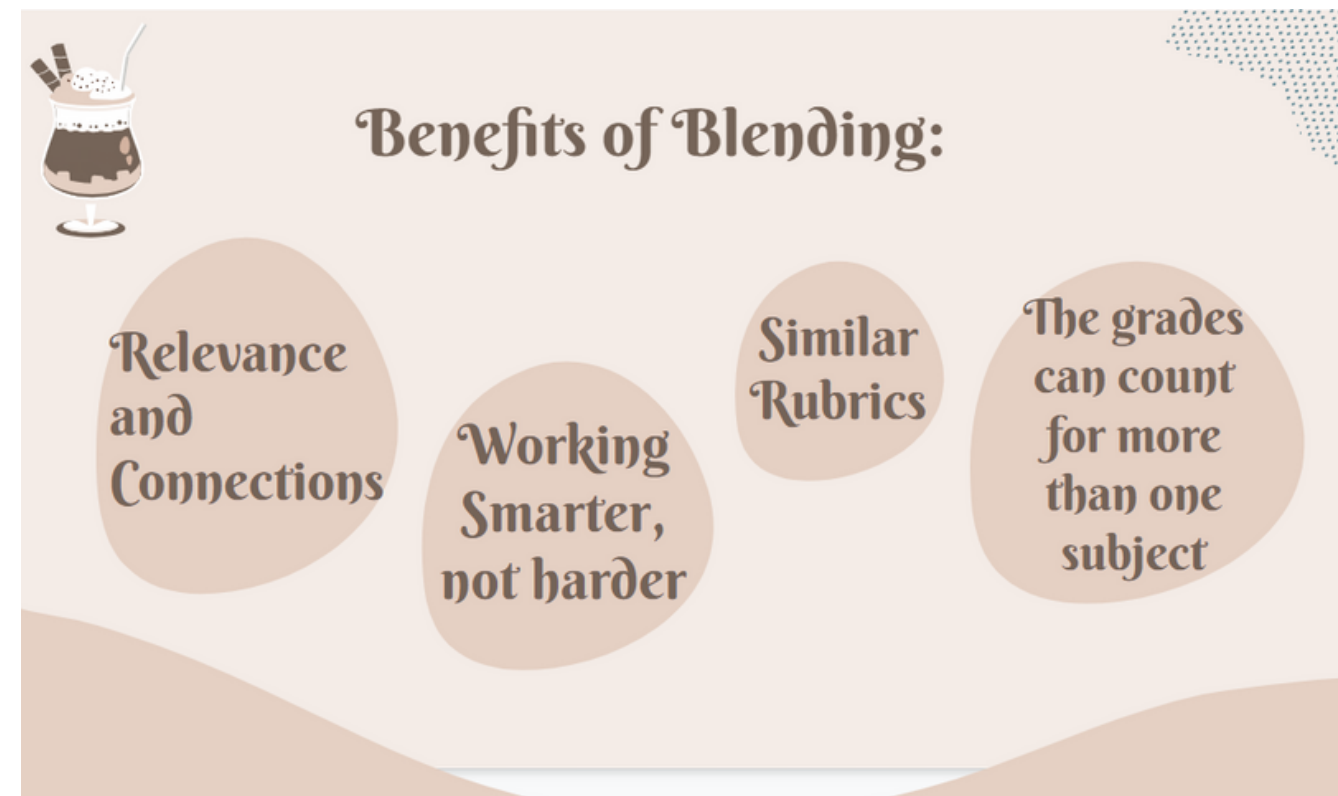 Benefits of Blending:
Relevance
and
Connections
Working
Smarter,
not harder
Similar
Rubrics
The grades
can count
for more
than one
subject